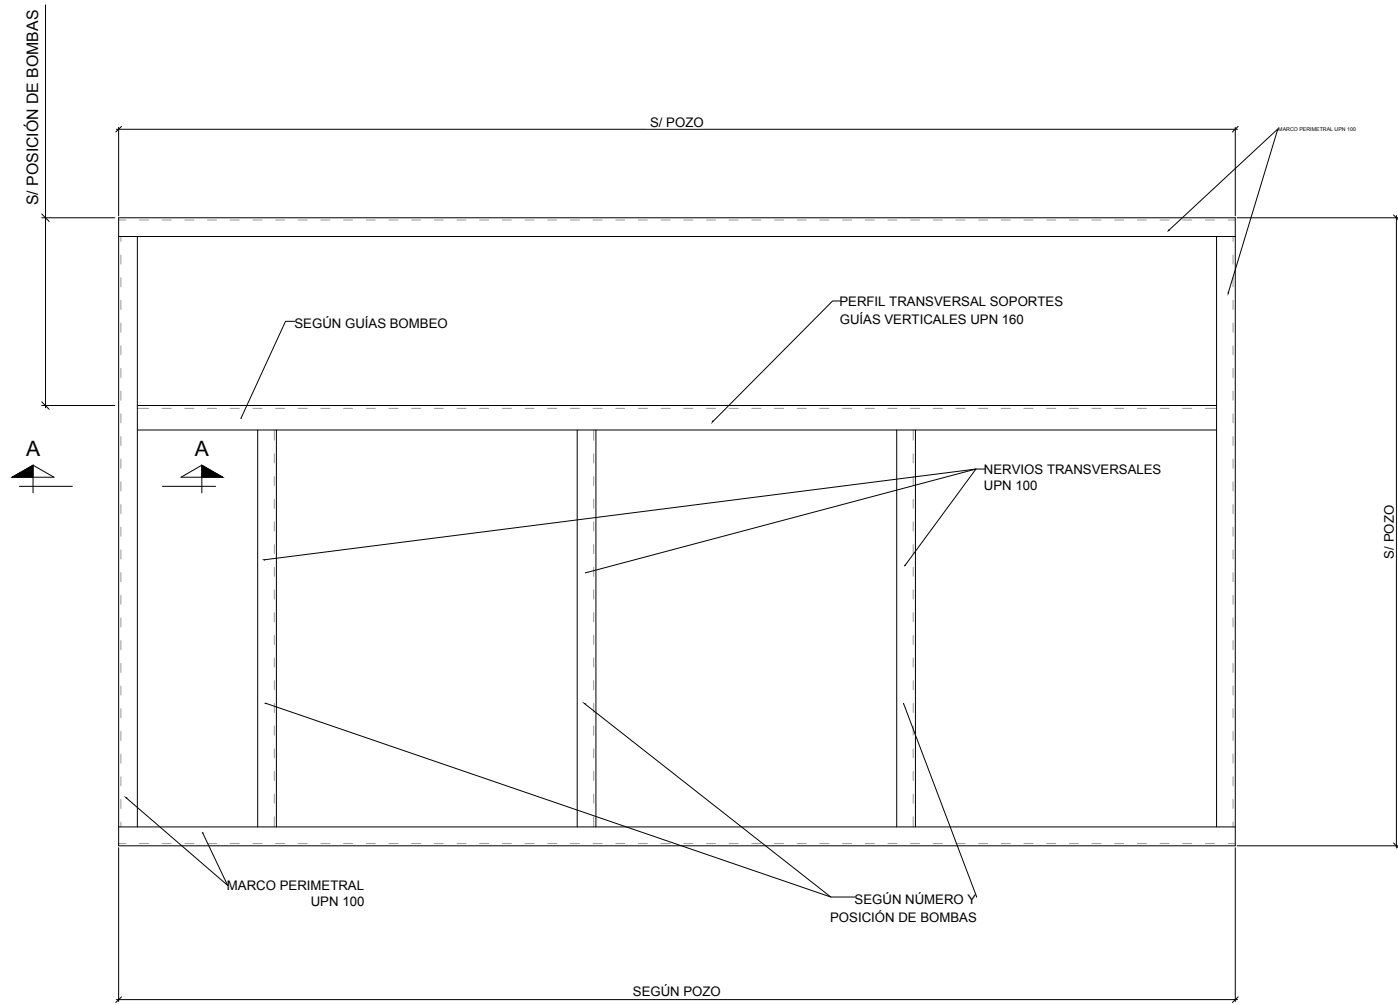 S/ POSICIÓN DE BOMBAS
S/ POZO
MARCO PERIMETRAL UPN 100
SEGÚN GUÍAS BOMBEO
PERFIL TRANSVERSAL SOPORTES
GUÍAS VERTICALES UPN 160
A
A
NERVIOS TRANSVERSALES
UPN 100
S/ POZO
MARCO PERIMETRAL
UPN 100
SEGÚN NÚMERO Y
POSICIÓN DE BOMBAS
SEGÚN POZO